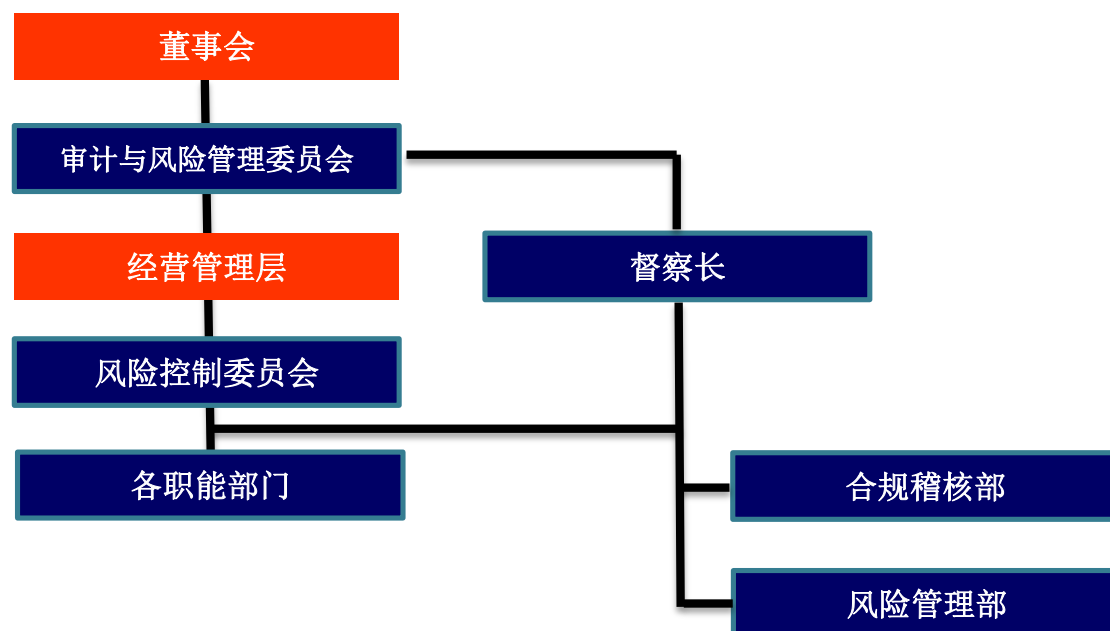 董事会
审计与风险管理委员会
经营管理层
督察长
风险控制委员会
各职能部门
合规稽核部
风险管理部